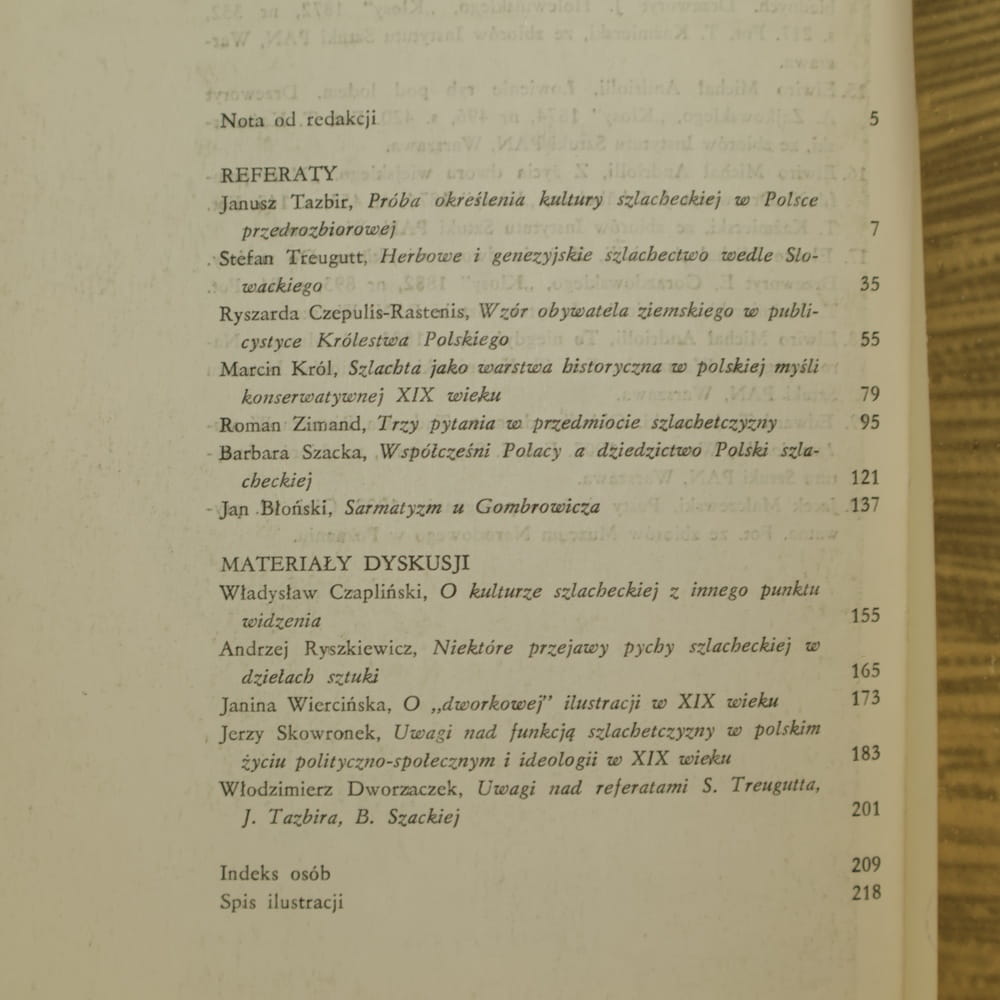 Nota od redakcji 5
REFERATY
Janusz Tazbir, Próba określenia kultury szlacheckiej w Polsce
przedrozbiorowej 7
Stefan Treugutt, Herbowe i genezyjskie szlachectwo wedle Sło-
wackiego 35
Ryszarda Czepulis-Rastenis, Wzór obywatela ziemskiego w publi-
cystyce Królestwa Polskiego 55
Marcin Król, Szlachta jako warstwa historyczna w polskiej myśli
konserwatywnej XIX wieku 79
Roman Zimand, Trzy pytania w przedmiocie szlachetczyzny 95
Barbara Szacka, Współcześni Polacy a dziedzictwo Polski szla-
checkiej 121
Jan Błoński, Sarmatyzm u Gombrowicza 137
MATERIAŁY DYSKUSJI
Władysław Czapliński, O kulturze szlacheckiej z innego punktu
widzenia 155
Andrzej Ryszkiewicz, Niektóre przejawy pychy szlacheckiej w
dziełach sztuki 165
Janina Wiercińska, O „dworkowej” ilustracji w XIX wieku 173
Jerzy Skowronek, Uwagi nad funkcją szlachetczyzny w polskim
życiu polityczno-społecznym i ideologii w XIX wieku 183
Włodzimierz Dworzaczek, Uwagi nad referatami S. Treugutta,
J. Tazbira, B. Szackiej 201
Indeks osób 209
Spis ilustracji 218